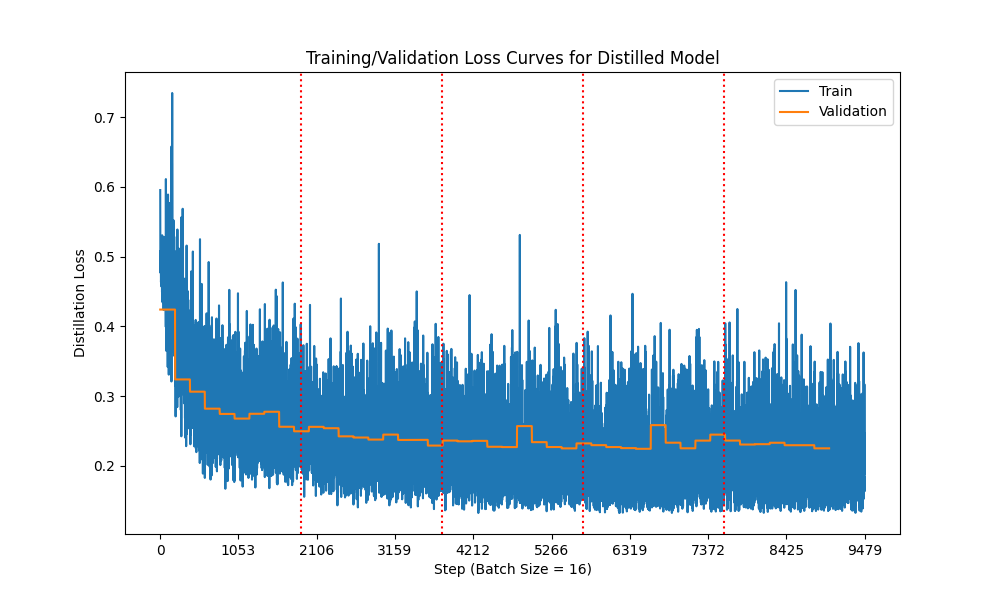 Training/Validation Loss Curves for Distilled Model
Train
Validation
Distillation Loss
0.7
0.6
0.5
0.4
0.3
0.2
0 1053 2106 3159 4212 5266 6319 7372 8425 9479
Step (Batch Size = 16)